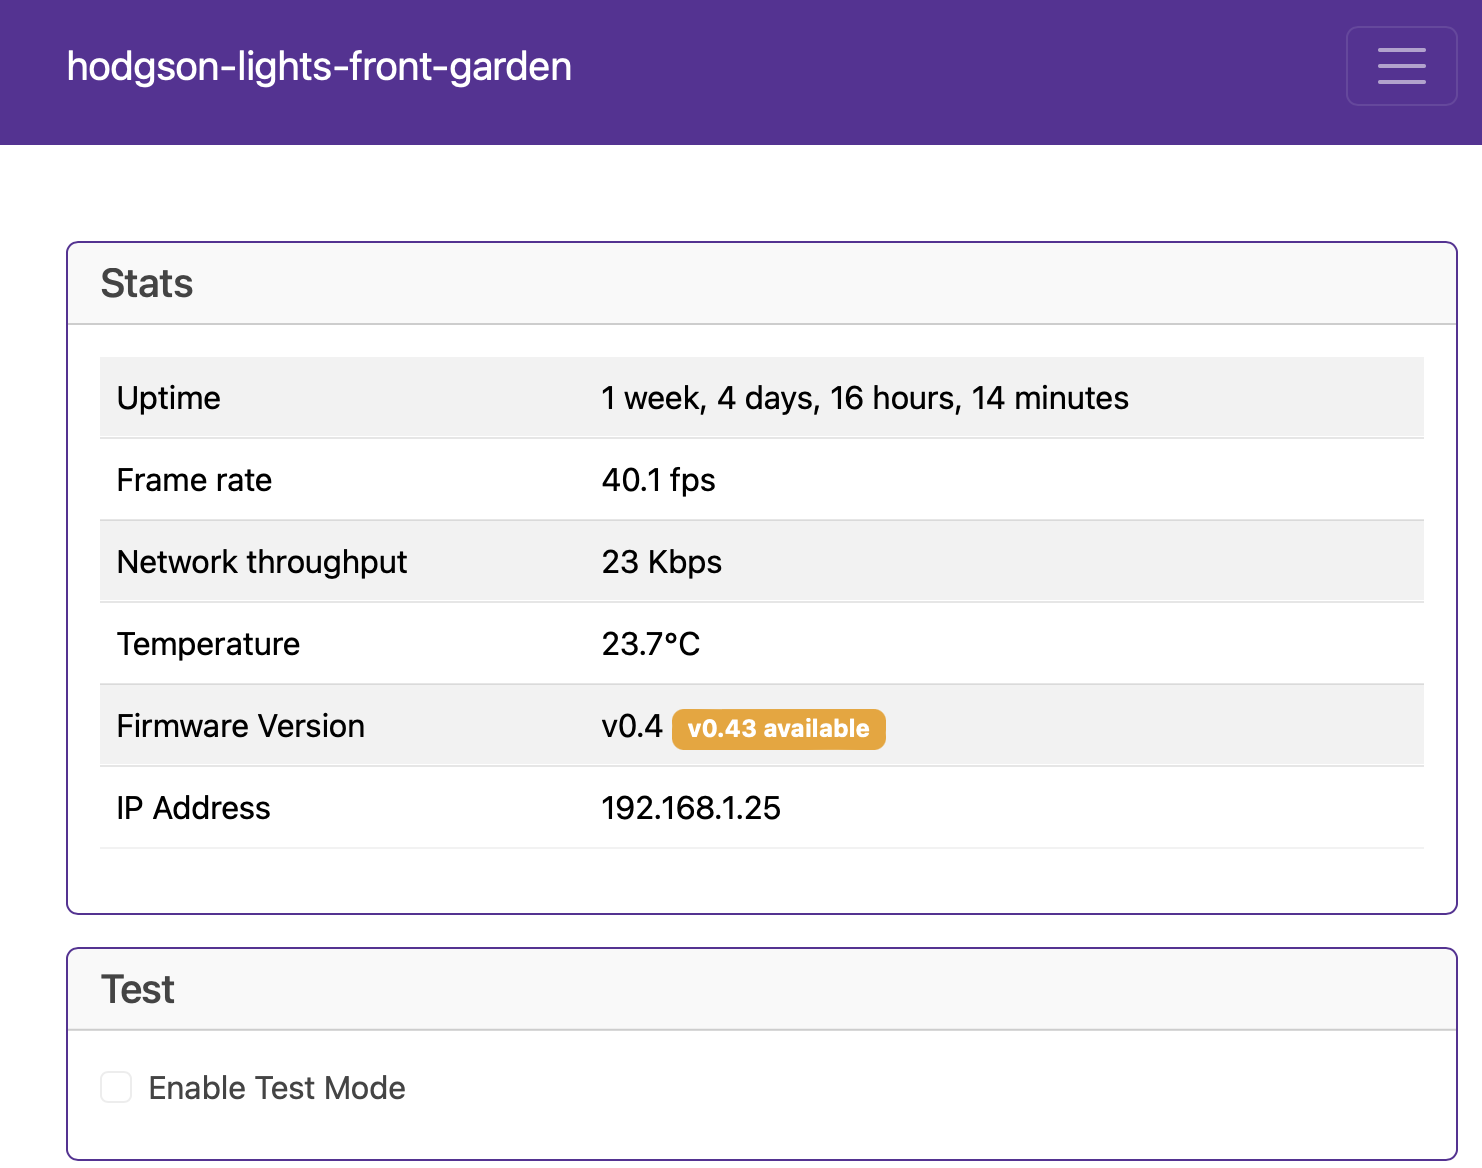 hodgson-lights-front-garden
Stats
Uptime 1 week, 4 days, 16 hours, 14 minutes
Frame rate 40.1 fps
Network throughput 23 Kbps
Temperature 23.7°C
Firmware Version v0.4 v0.43 available
IP Address 192.168.1.25
Test
Enable Test Mode